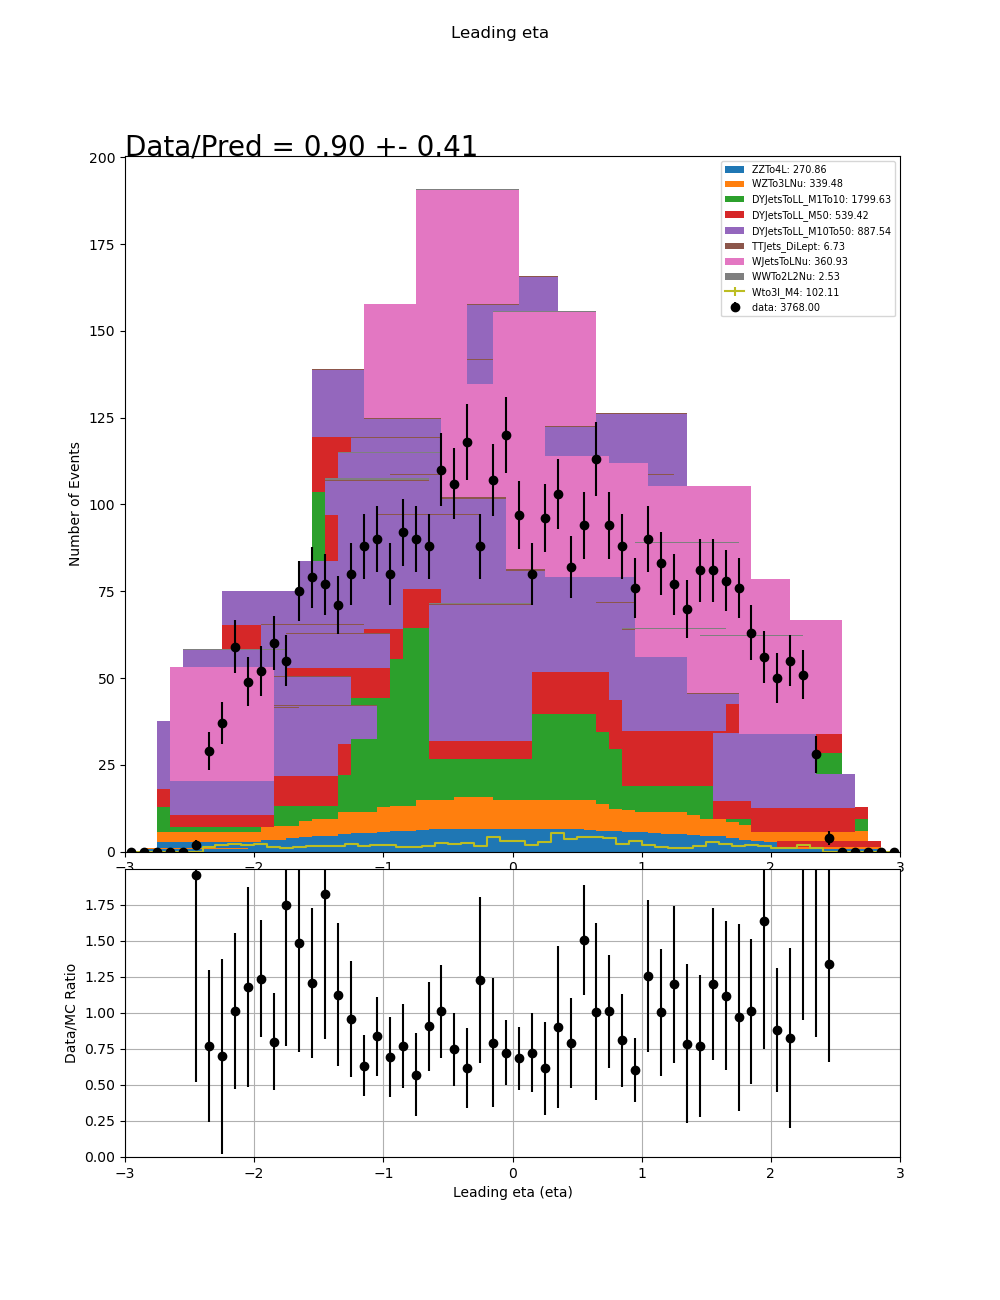 Leading eta
Data/Pred = 0.90 +- 0.41
200
175
150
125
100
75
50
25
0
Number of Events
ZZTo4L: 270.86
WZTo3LNu: 339.48
DYJetsToLL_M1To10: 1799.63
DYJetsToLL_M50: 539.42
DYJetsToLL_M10To50: 887.54
TTJets_DiLept: 6.73
WJetsToLNu: 360.93
WWTo2L2Nu: 2.53
Wto3l_M4: 102.11
data: 3768.00
−3 −2 −1 0 1 2 3
1.75
1.50
1.25
1.00
0.75
0.50
0.25
0.00
Data/MC Ratio
−3 −2 −1 0 1 2 3
Leading eta (eta)